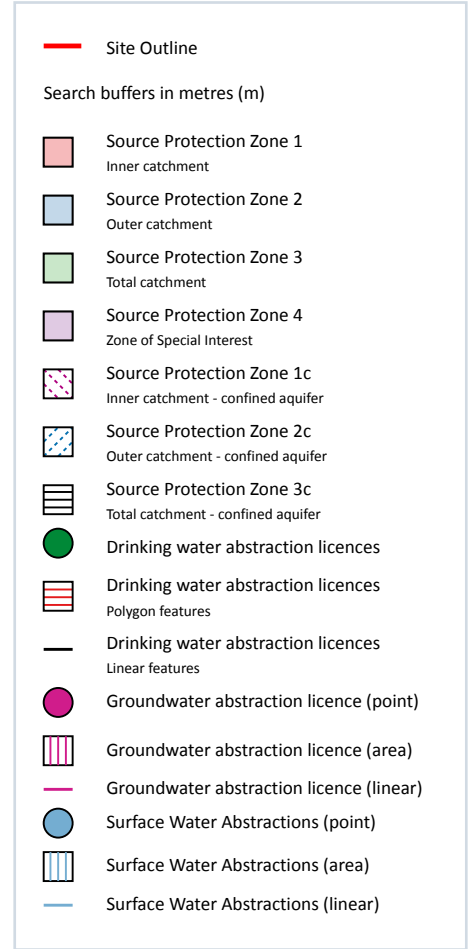 Site Outline
Search buffers in metres (m)
Source Protection Zone 1
Inner catchment
Source Protection Zone 2
Outer catchment
Source Protection Zone 3
Total catchment
Source Protection Zone 4
Zone of Special Interest
Source Protection Zone 1c
Inner catchment - confined aquifer
Source Protection Zone 2c
Outer catchment - confined aquifer
Source Protection Zone 3c
Total catchment - confined aquifer
Drinking water abstraction licences
Drinking water abstraction licences
Polygon features
Drinking water abstraction licences
Linear features
Groundwater abstraction licence (point)
Groundwater abstraction licence (area)
Groundwater abstraction licence (linear)
Surface Water Abstractions (point)
Surface Water Abstractions (area)
Surface Water Abstractions (linear)